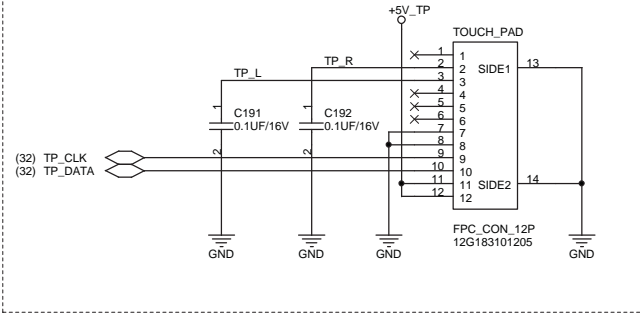 +5V_TP
TOUCH_PAD
1 1
TP_R 2 2 SIDE1 13
TP_L 3 3
4 4
1 1 5 5
C191 C192 6 6
0.1UF/16V 0.1UF/16V 7 7
8 8
2 2
(32) TP_CLK 9 9
(32) TP_DATA 10 10
11 11 SIDE2 14
12 12
FPC_CON_12P
12G183101205
GND GND GND GND